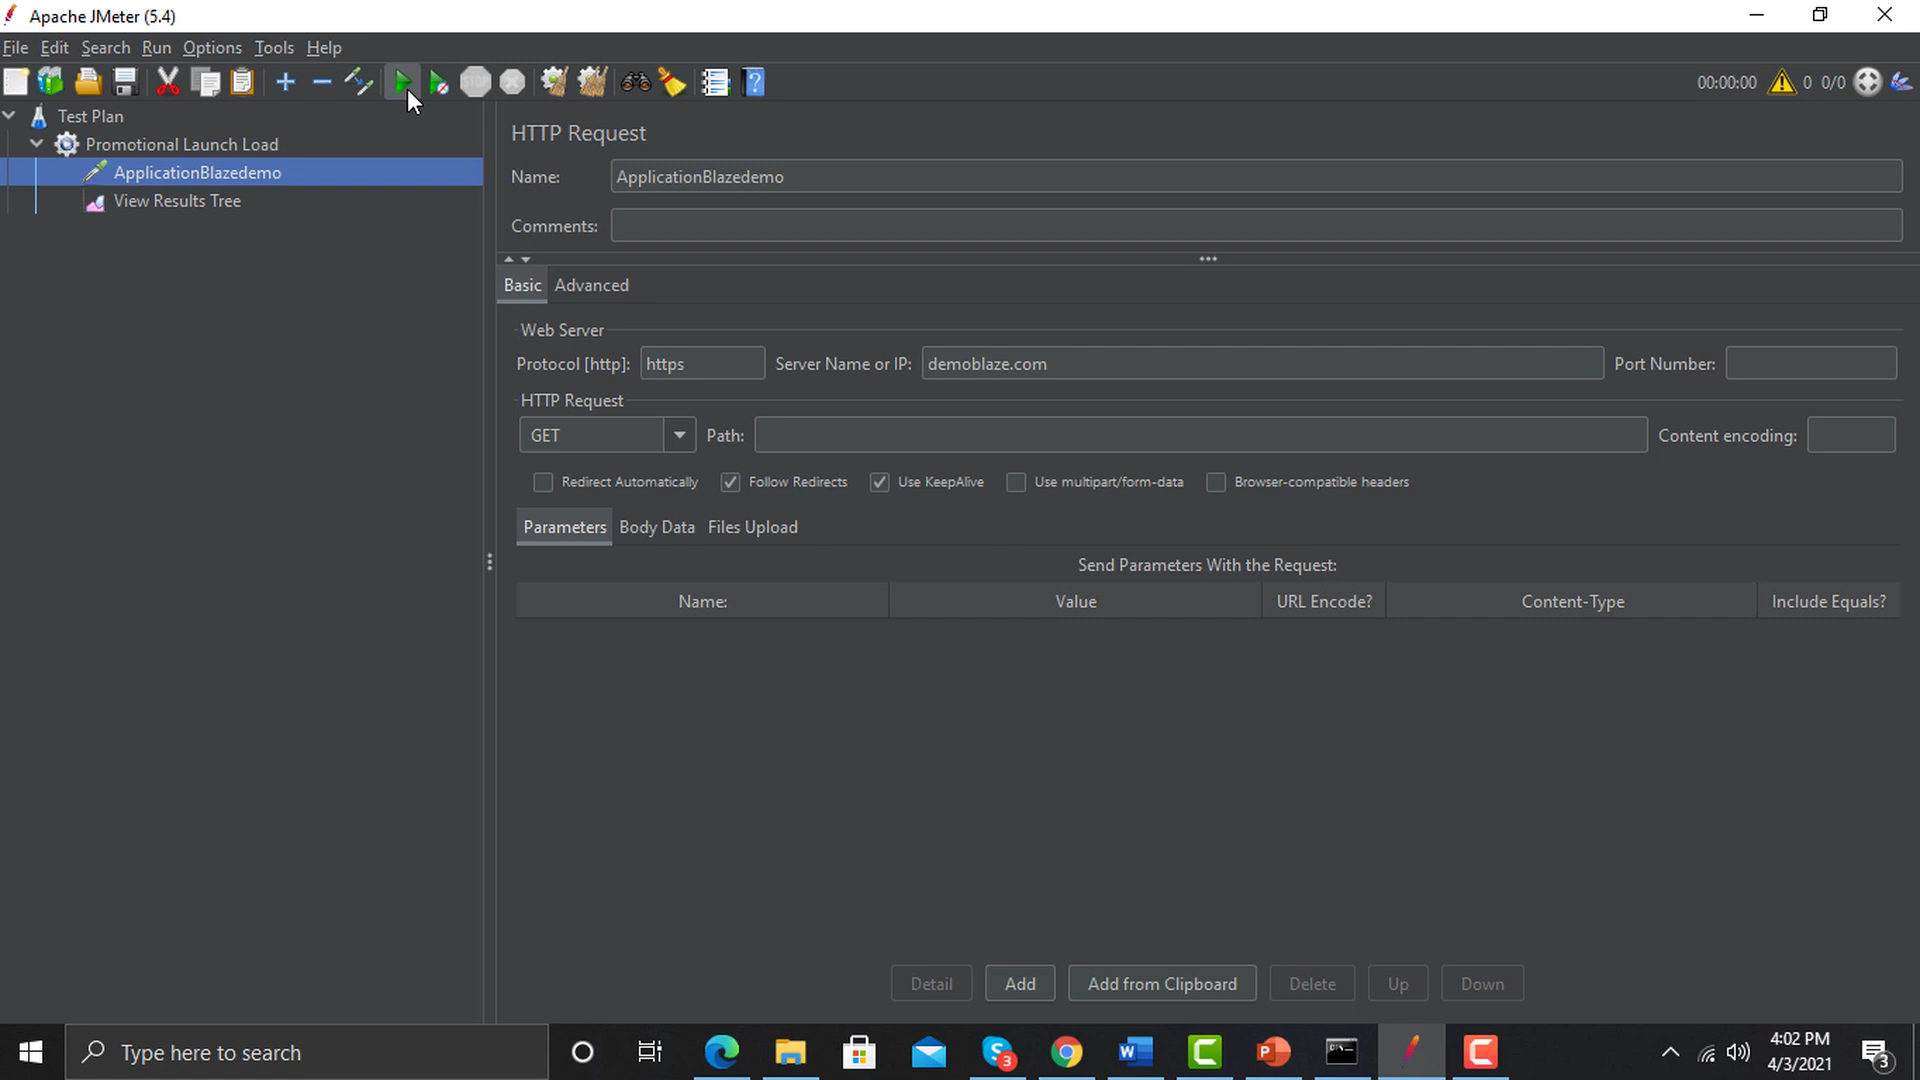 Apache JMeter (5.4)
File Edit Search Run Options Tools Help
STOP
?
00:00:00 0 0/0
Test Plan
Promotional Launch Load
ApplicationBlazedemo
View Results Tree
HTTP Request
Name: ApplicationBlazedemo
Comments:
Basic Advanced
Web Server
Protocol [http]: https Server Name or IP: demoblaze.com Port Number:
HTTP Request
GET Path: Content encoding:
Redirect Automatically Follow Redirects Use KeepAlive Use multipart/form-data Browser-compatible headers
Parameters Body Data Files Upload
Send Parameters With the Request:
Name: Value URL Encode? Content-Type Include Equals?
Detail Add Add from Clipboard Delete Up Down
Type here to search
3
4:02 PM
4/3/2021
3